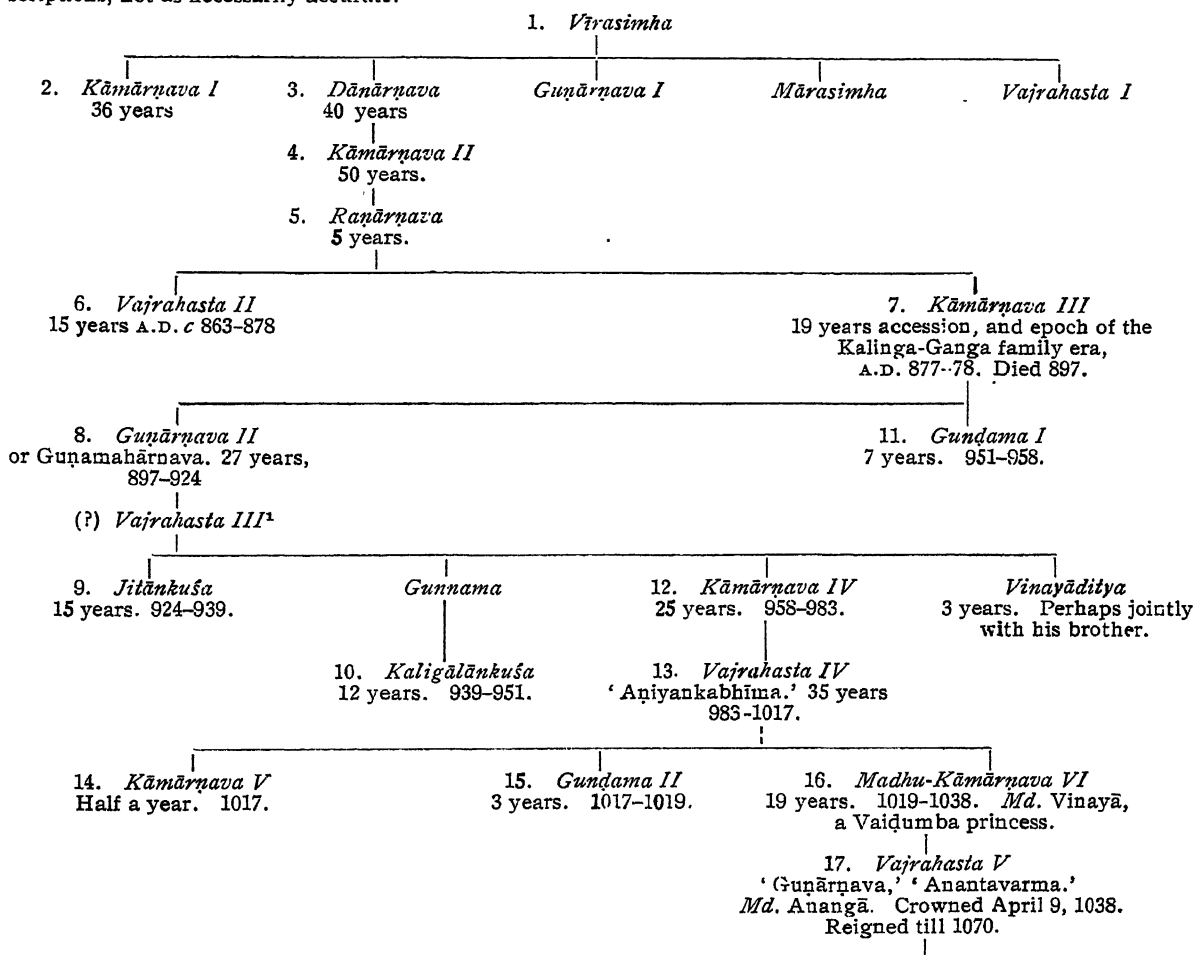 1. Vīrasimha
2. Kāmārṇava I
36 years
3. Dānārṇava
40 years
Guṇārṇava I
Mārasimha
Vajrahasta I
4. Kāmārṇava II
50 years.
5. Raṇārṇava
5 years.
6. Vajrahasta II
15 years A.D. c 863-878
7. Kāmārṇava III
19 years accession, and epoch of the
Kalinga-Ganga family era,
A.D. 877--78. Died 897.
8. Guṇārṇava II
or Guṇamahārnava. 27 years,
897-924
11. Guṇḍama I
7 years. 951-958.
(?) Vajrahasta III¹
9. Jitānkuśa
15 years. 924-939.
Gunnama
12. Kāmārṇava IV
25 years. 958-983.
Vinayāditya
3 years. Perhaps jointly
with his brother.
10. Kaligālānkuśa
12 years. 939-951.
13. Vajrahasta IV
'Aṇiyankabhīma.' 35 years
983-1017.
14. Kāmārṇava V
Half a year. 1017.
15. Guṇḍama II
3 years. 1017-1019.
16. Madhu-Kāmārṇava VI
19 years. 1019-1038. Md. Vinayā,
a Vaiḍumba princess.
17. Vajrahasta V
'Guṇārṇava,' 'Anantavarma.'
Md. Anangā. Crowned April 9, 1038.
Reigned till 1070.